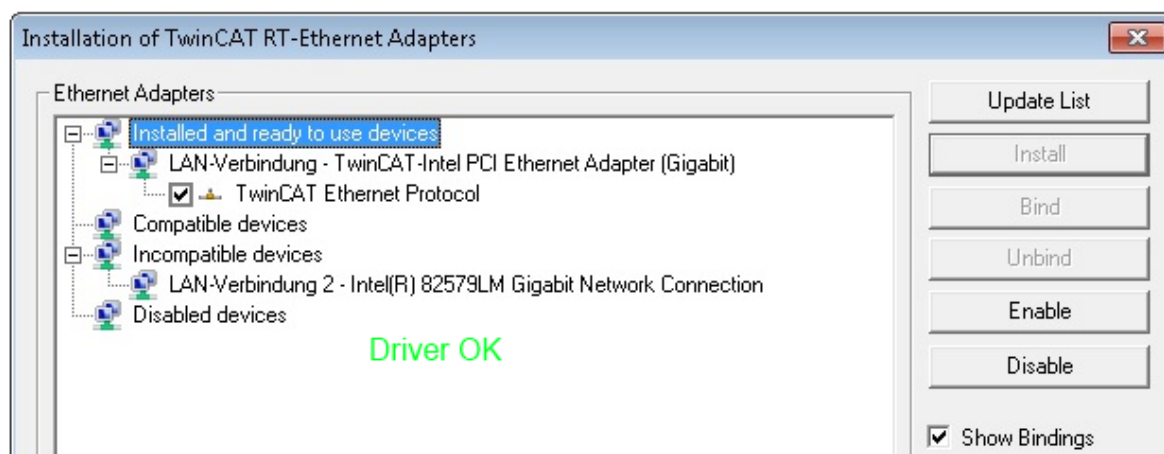 Installation of TwinCAT RT-Ethernet Adapters
Ethernet Adapters
Installed and ready to use devices
LAN-Verbindung - TwinCAT-Intel PCI Ethernet Adapter (Gigabit)
TwinCAT Ethernet Protocol
Compatible devices
Incompatible devices
LAN-Verbindung 2 - Intel(R) 82579LM Gigabit Network Connection
Disabled devices
Driver OK
Update List
Install
Bind
Unbind
Enable
Disable
Show Bindings